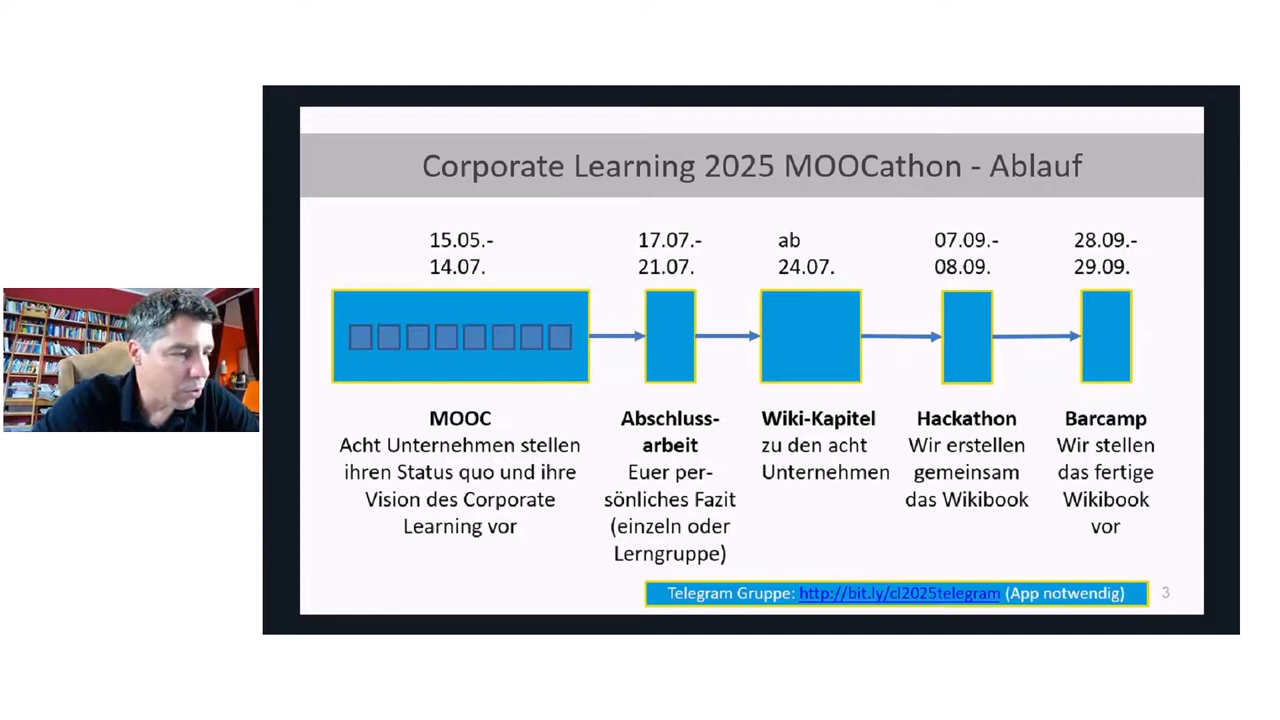 Corporate Learning 2025 MOOCathon - Ablauf
15.05.-
14.07.
17.07.-
21.07.
ab
24.07.
07.09.-
08.09.
28.09.-
29.09.
MOOC
Acht Unternehmen stellen
ihren Status quo und ihre
Vision des Corporate
Learning vor
Abschluss-
arbeit
Euer per-
sönliches Fazit
(einzeln oder
Lerngruppe)
Wiki-Kapitel
zu den acht
Unternehmen
Hackathon
Wir erstellen
gemeinsam
das Wikibook
Barcamp
Wir stellen
das fertige
Wikibook
vor
Telegram Gruppe: http://bit.ly/cl2025telegram (App notwendig)
3